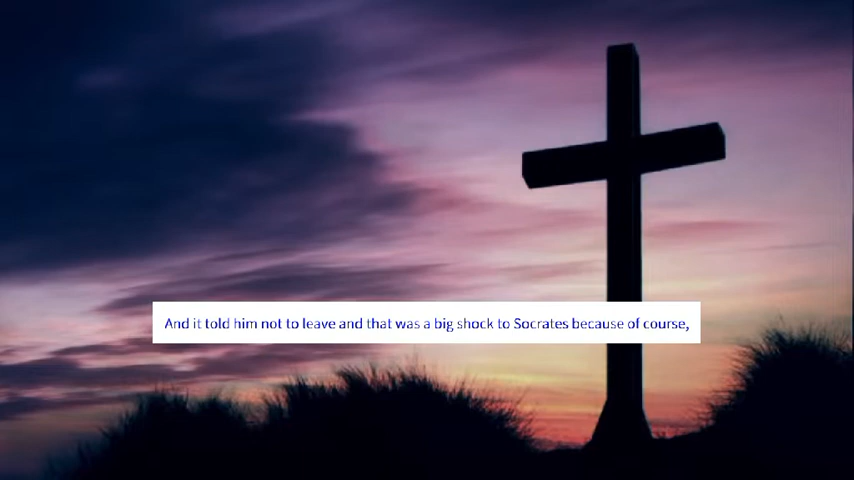 And it told him not to leave and that was a big shock to Socrates because of course,